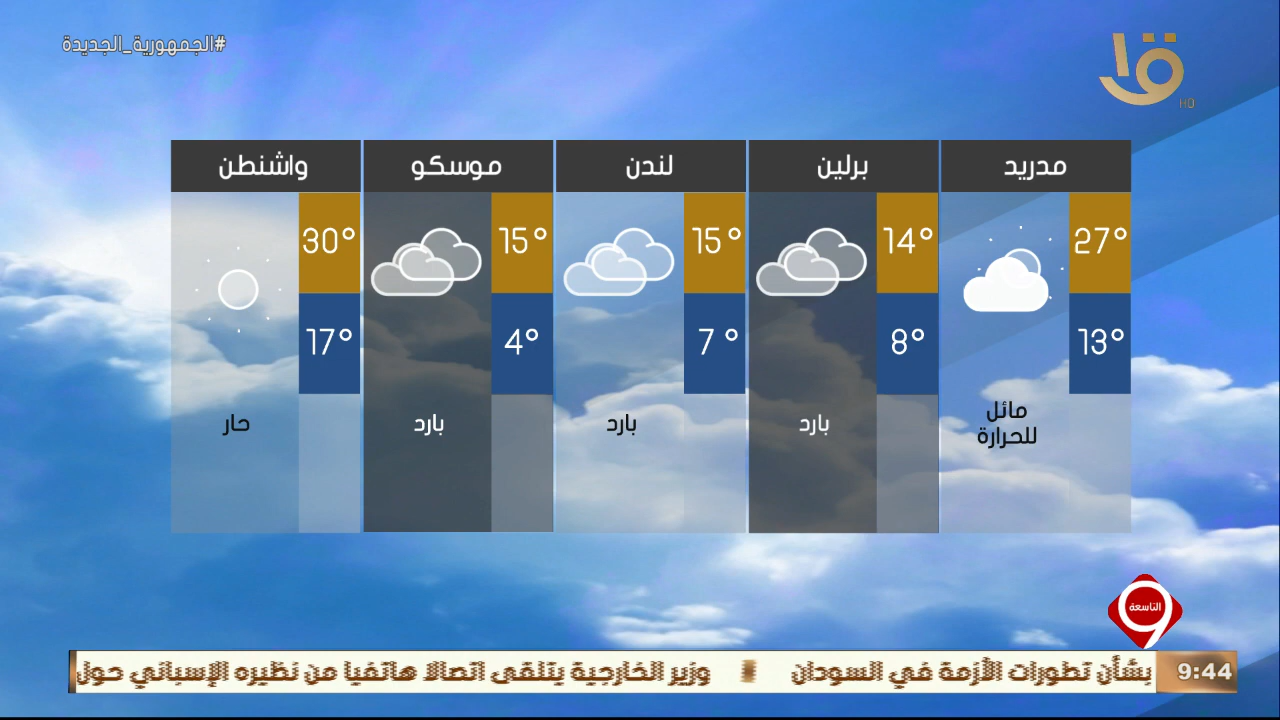 #الجمهورية_الجديدة
HD
مدريد
27°
13°
مائل
للحرارة
برلين
14°
8°
بارد
لندن
15°
7°
بارد
موسكو
15°
4°
بارد
واشنطن
30°
17°
حار
التاسعة
9
9:44
بشأن تطورات الأزمة في السودان
وزير الخارجية يتلقى اتصالا هاتفيا من نظيره الإسباني حول